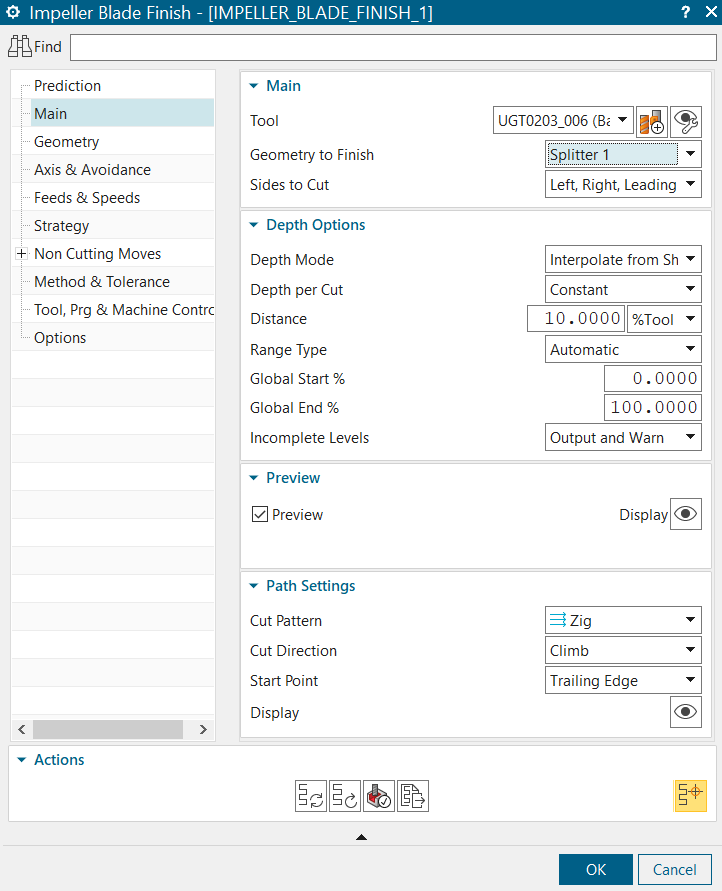 Impeller Blade Finish - [IMPELLER_BLADE_FINISH_1] ?
Find
Prediction
Main
Geometry
Axis & Avoidance
Feeds & Speeds
Strategy
Non Cutting Moves
Method & Tolerance
Tool, Prg & Machine Contro
Options
Main
Tool UGT0203_006 (Ba
Geometry to Finish Splitter 1
Sides to Cut Left, Right, Leading
Depth Options
Depth Mode Interpolate from Sh
Depth per Cut Constant
Distance 10.0000 %Tool
Range Type Automatic
Global Start % 0.0000
Global End % 100.0000
Incomplete Levels Output and Warn
Preview
Preview Display
Path Settings
Cut Pattern Zig
Cut Direction Climb
Start Point Trailing Edge
Display
Actions
OK Cancel